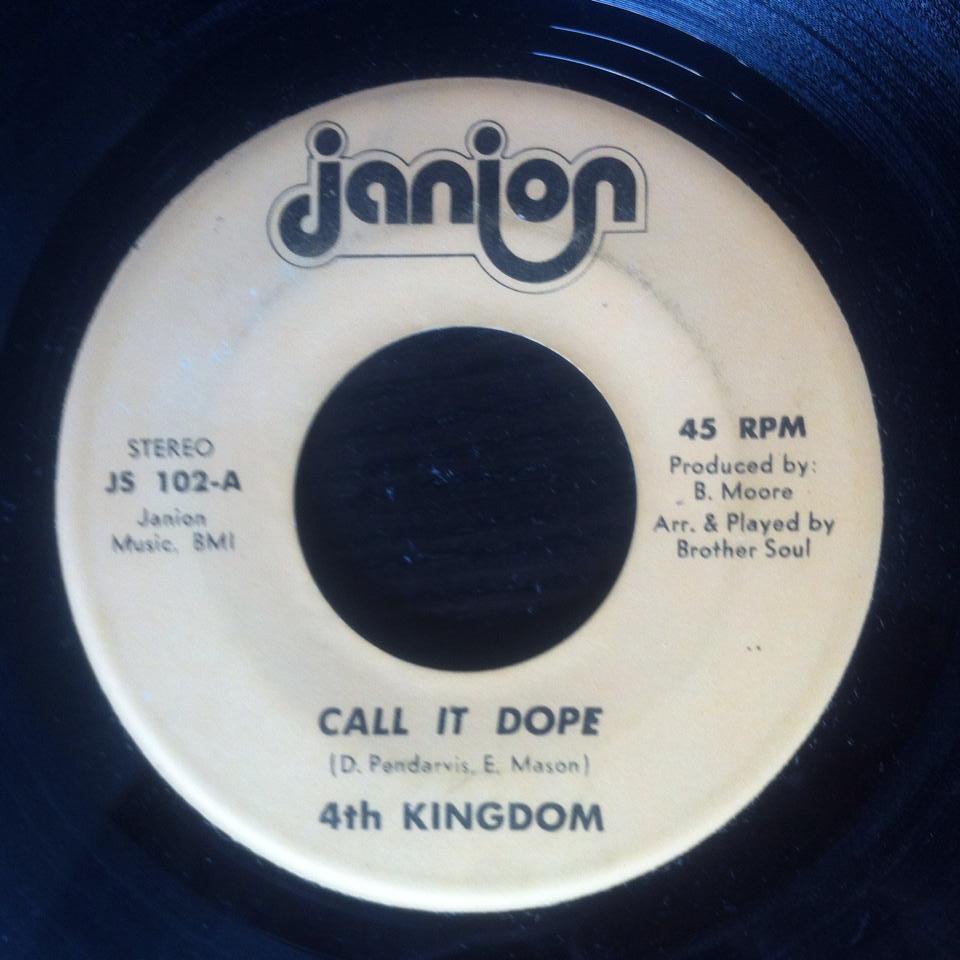 janion
STEREO
JS 102-A
Janion
Music, BMI
45 RPM
Produced by:
B. Moore
Arr. & Played by
Brother Soul
CALL IT DOPE
(D. Pendarvis, E. Mason)
4th KINGDOM